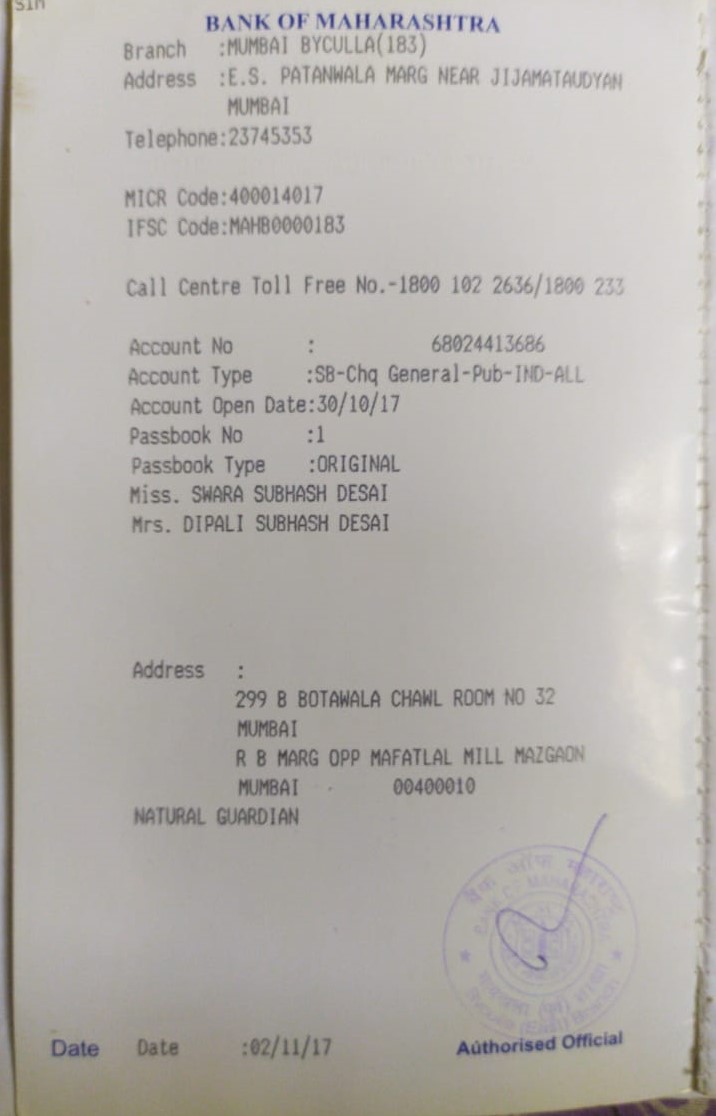 sin
BANK OF MAHARASHTRA
Branch :MUMBAI BYCULLA(183)
Address :E.S. PATANWALA MARG NEAR JIJAMATAUDYAN
MUMBAI
Telephone:23745353
MICR Code:400014017
IFSC Code:MAHB0000183
Call Centre Toll Free No.-1800 102 2636/1800 233
Account No : 68024413686
Account Type :SB-Chq General-Pub-IND-ALL
Account Open Date:30/10/17
Passbook No :1
Passbook Type :ORIGINAL
Miss. SWARA SUBHASH DESAI
Mrs. DIPALI SUBHASH DESAI
Address :
299 B BOTAWALA CHAWL ROOM NO 32
MUMBAI
R B MARG OPP MAFATLAL MILL MAZGAON
MUMBAI 00400010
NATURAL GUARDIAN
बैंक ऑफ महाराष्ट्र
BANK OF MAHARASHTRA
Date Date :02/11/17
Authorised Official